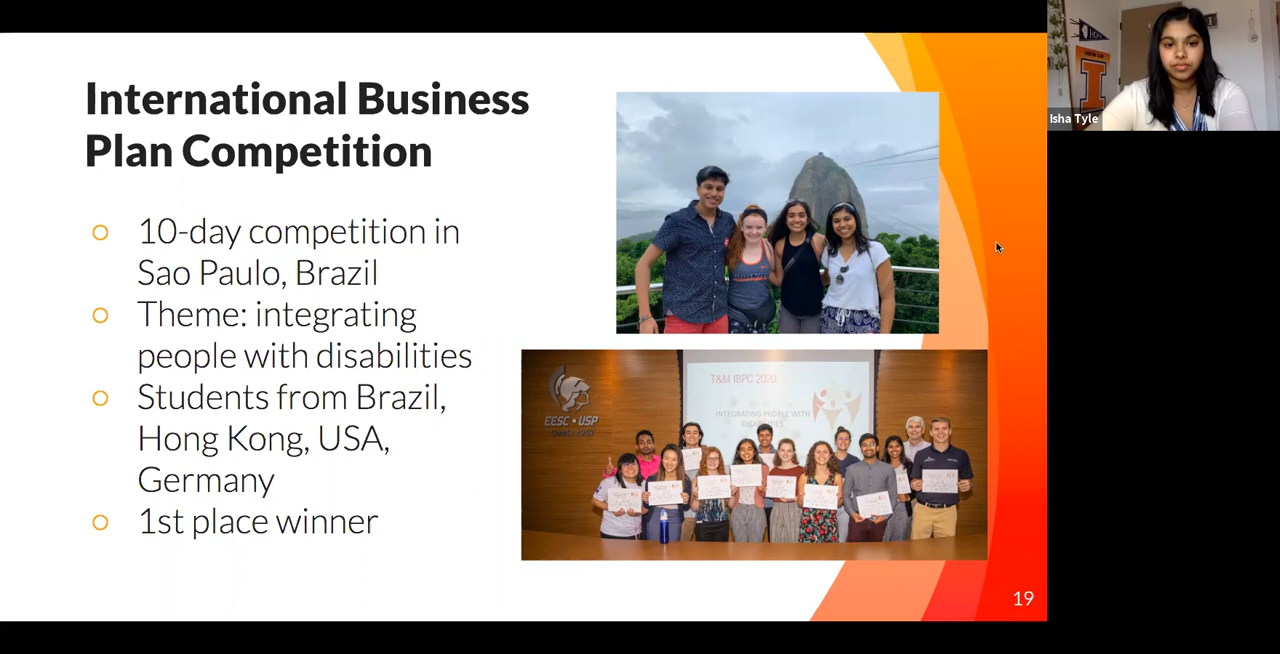 International Business
Plan Competition
10-day competition in
Sao Paulo, Brazil
Theme: integrating
people with disabilities
Students from Brazil,
Hong Kong, USA,
Germany
1st place winner
EESC • USP
T&M IBPC 2020
INTEGRATING PEOPLE WITH
DISABILITIES
19
I
Isha Tyle